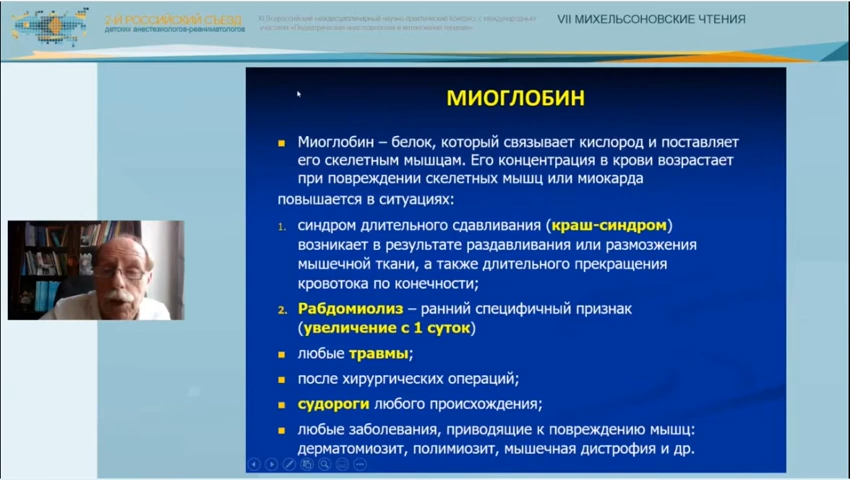 2-Й РОССИЙСКИЙ СЪЕЗД
детских анестезиологов-реаниматологов
XI Всероссийский междисциплинарный научно-практический конгресс с международным
участием «Педиатрическая анестезиология и интенсивная терапия»
VII МИХЕЛЬСОНОВСКИЕ ЧТЕНИЯ
МИОГЛОБИН
Миоглобин – белок, который связывает кислород и поставляет
его скелетным мышцам. Его концентрация в крови возрастает
при повреждении скелетных мышц или миокарда
повышается в ситуациях:
1. синдром длительного сдавливания (краш-синдром)
возникает в результате раздавливания или размозжения
мышечной ткани, а также длительного прекращения
кровотока по конечности;
2. Рабдомиолиз – ранний специфичный признак
(увеличение с 1 суток)
любые травмы;
после хирургических операций;
судороги любого происхождения;
любые заболевания, приводящие к повреждению мышц:
дерматомиозит, полимиозит, мышечная дистрофия и др.